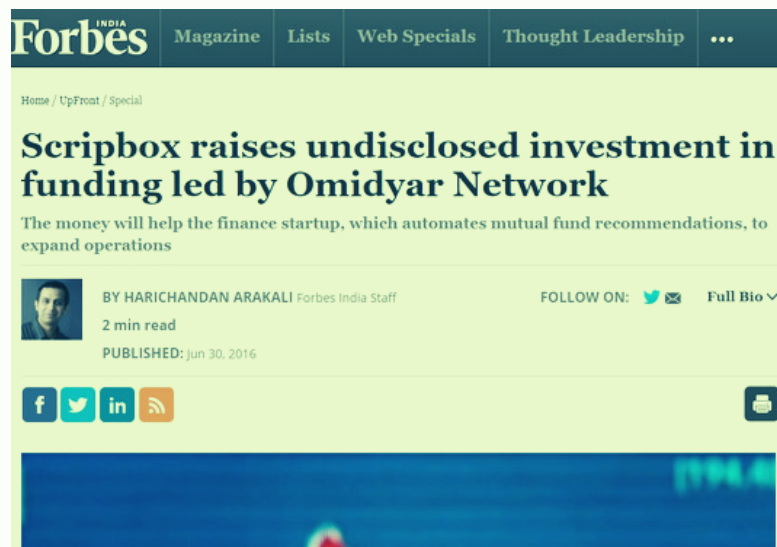 Forbes INDIA Magazine Lists Web Specials Thought Leadership •••
Home / UpFront / Special
Scripbox raises undisclosed investment in
funding led by Omidyar Network
The money will help the finance startup, which automates mutual fund recommendations, to
expand operations
BY HARICHANDAN ARAKALI Forbes India Staff FOLLOW ON: Full Bio
2 min read
PUBLISHED: Jun 30, 2016
f in